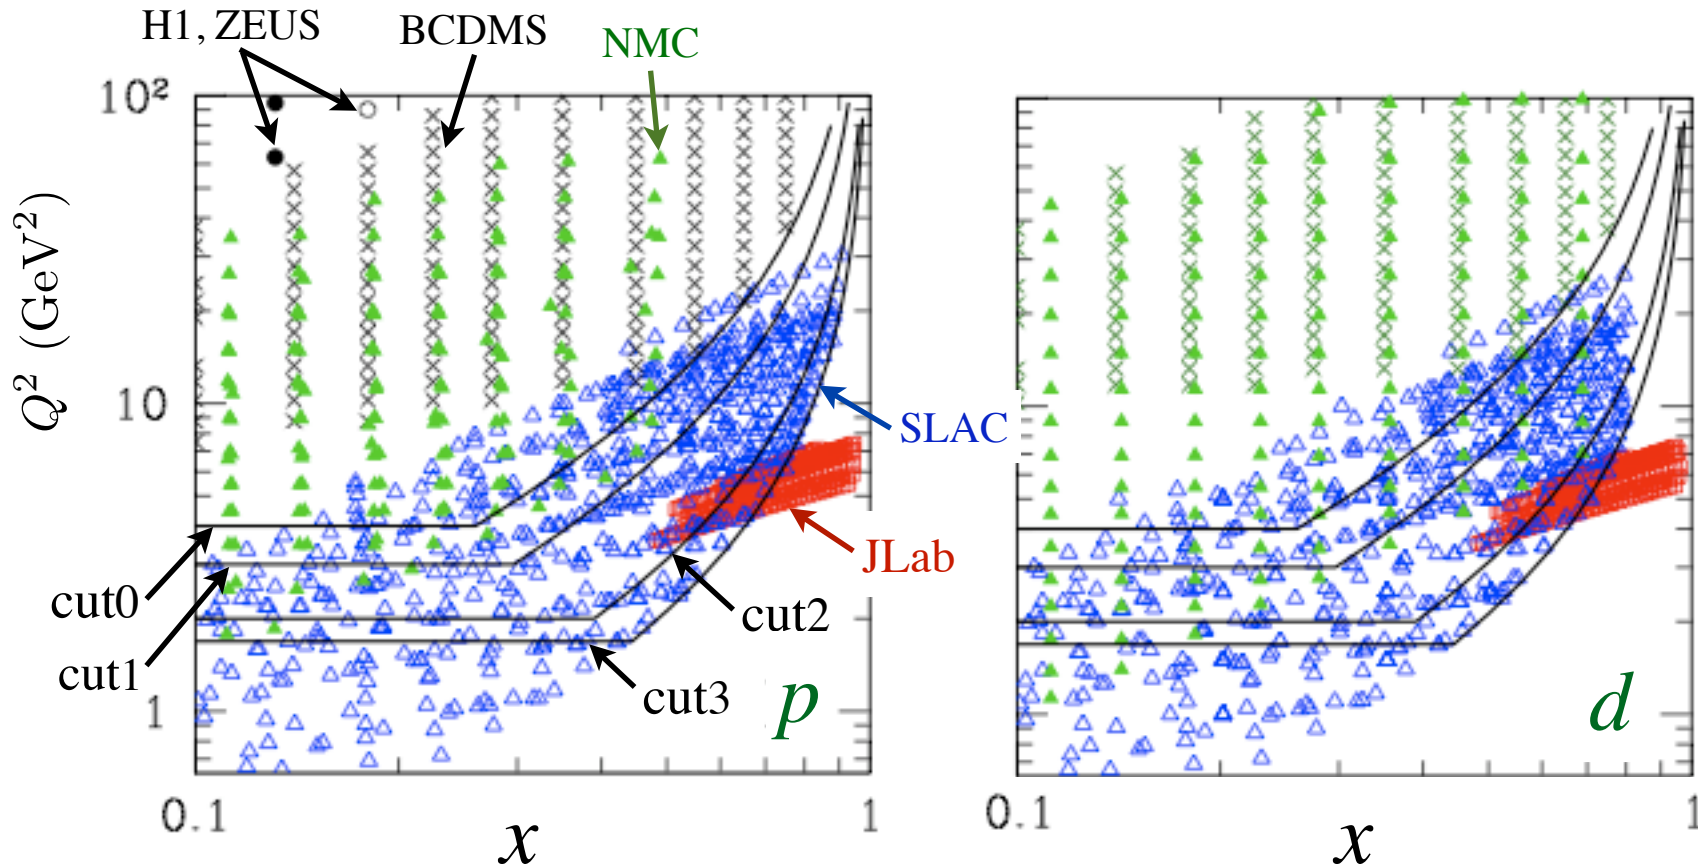 H1, ZEUS
BCDMS
NMC
10²
10
1
Q² (GeV²)
SLAC
JLab
cut0
cut1
cut2
cut3
p
d
0.1
1
0.1
1
x
x